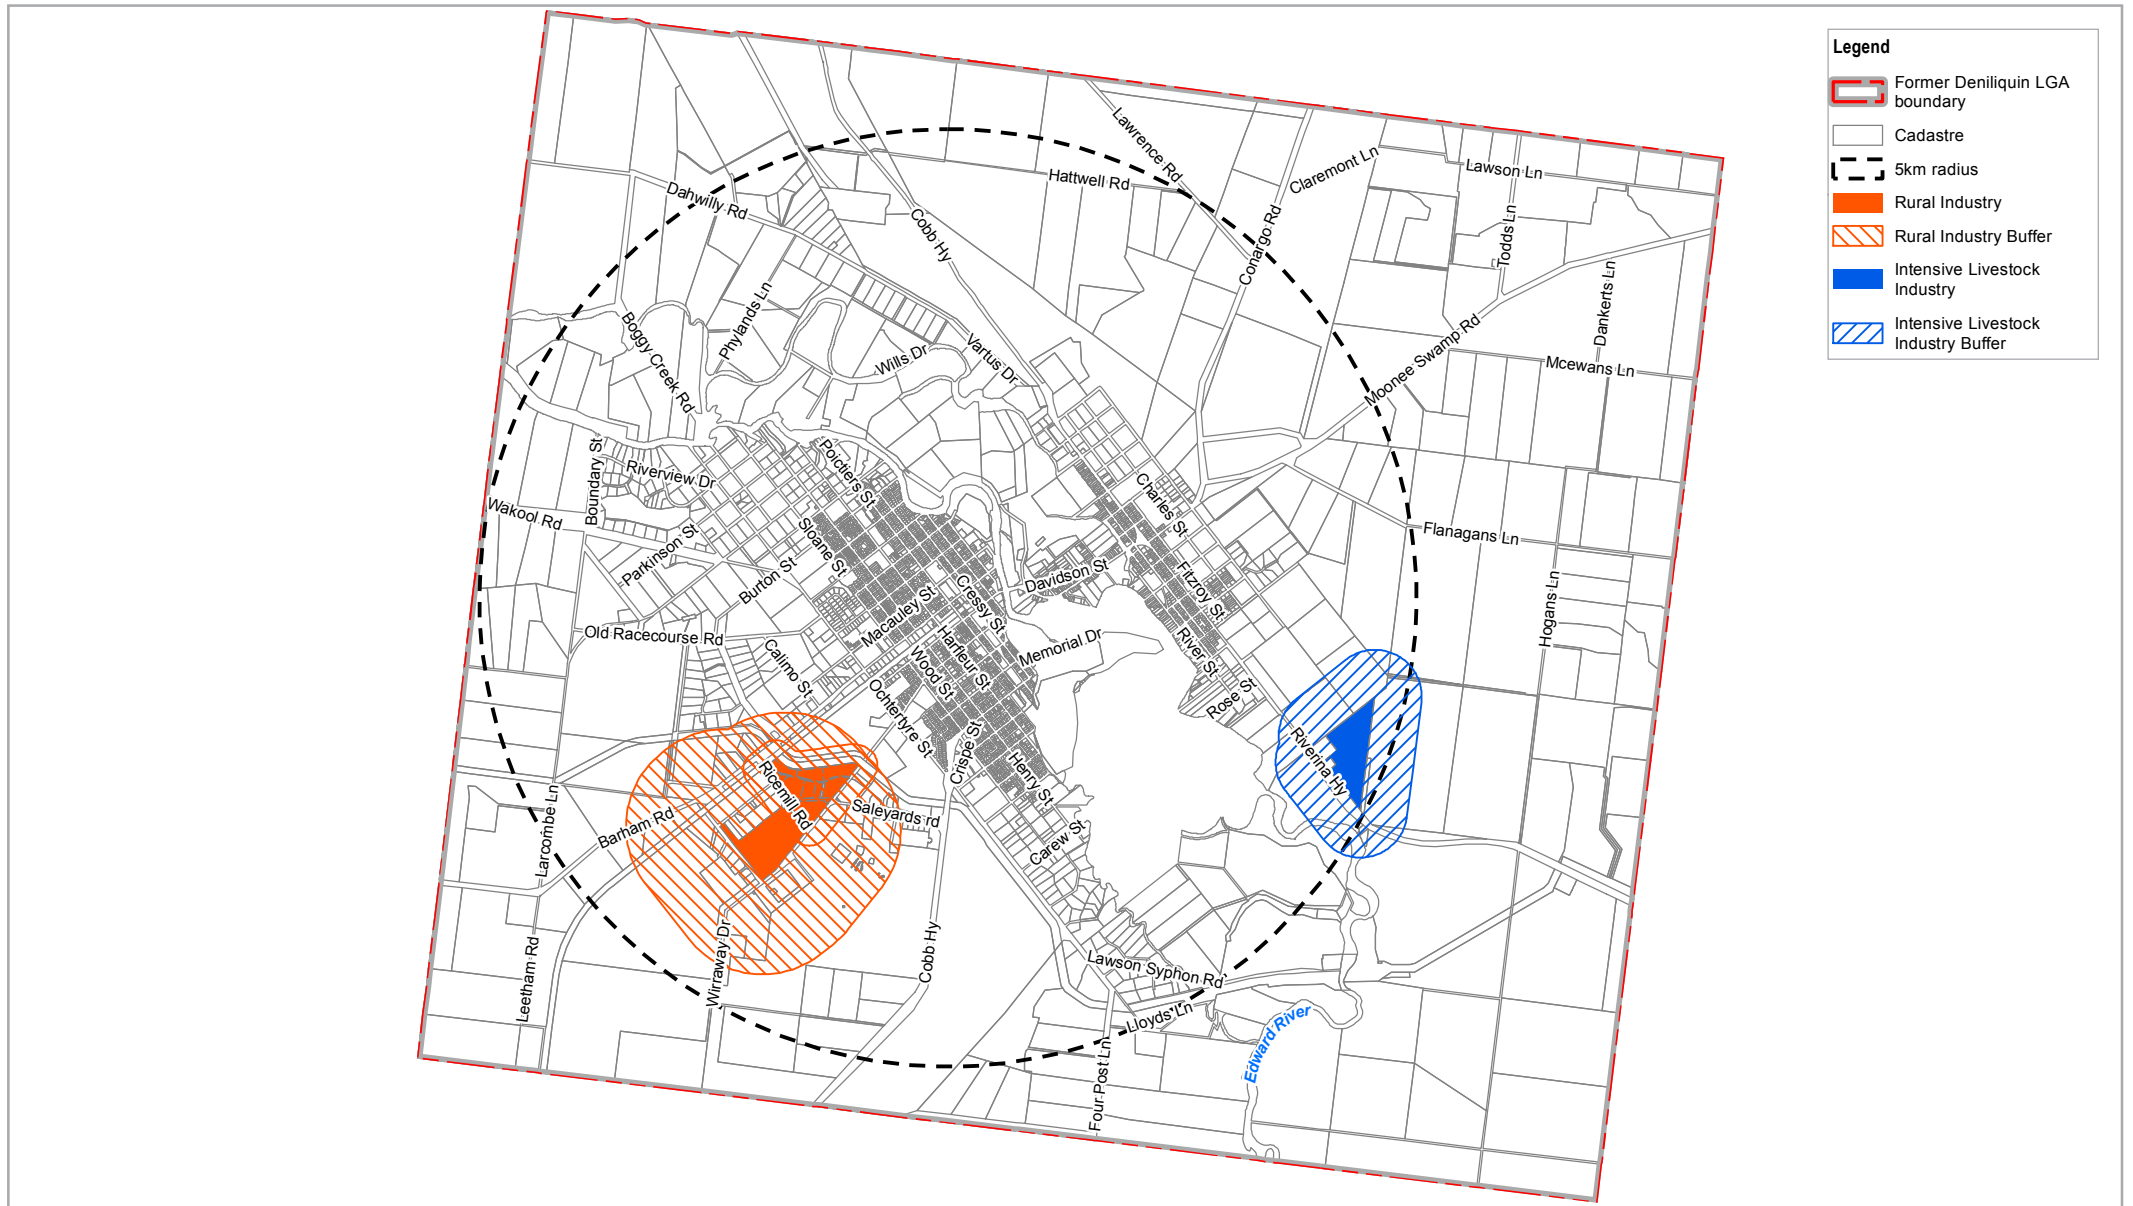 Legend
Former Deniliquin LGA
boundary
Cadastre
5km radius
Rural Industry
Rural Industry Buffer
Intensive Livestock
Industry
Intensive Livestock
Industry Buffer
Lawrence Rd
Hattwell Rd
Claremont Ln
Lawson Ln
Dahwilly Rd
Cobb Hy
Conargo Rd
Todds Ln
Dankerts Ln
Phylands Ln
Boggy Creek Rd
Wills Dr
Vartus Dr
Moonee Swamp Rd
Mcewans Ln
Boundary St
Riverview Dr
Poictiers St
Charles St
Wakool Rd
Parkinson St
Sloane St
Burton St
Flanagans Ln
Davidson St
Cressy St
Fitzroy St
Hogans Ln
Old Racecourse Rd
Macauley St
Harfleur St
Memorial Dr
River St
Calimo St
Wood St
Ochtertyre St
Rose St
Crispe St
Henry St
Riverina Hy
Ricemill Rd
Saleyards rd
Barham Rd
Larcombe Ln
Carew St
Leetham Rd
Wirraway Dr
Cobb Hy
Lawson Syphon Rd
Lloyds Ln
Four Post Ln
Edward River